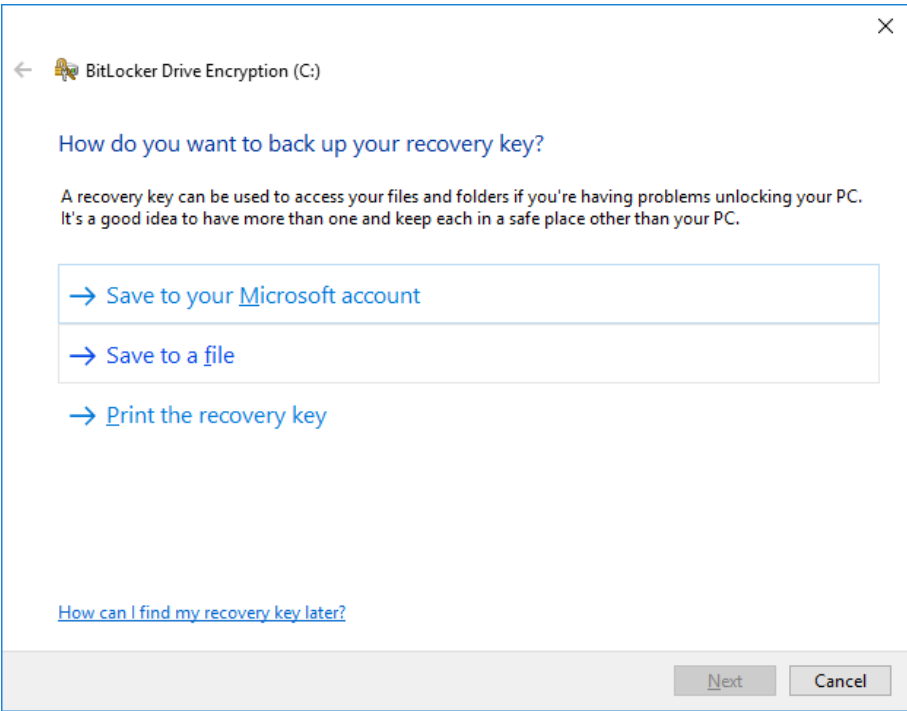 BitLocker Drive Encryption (C:)
How do you want to back up your recovery key?
A recovery key can be used to access your files and folders if you're having problems unlocking your PC.
It's a good idea to have more than one and keep each in a safe place other than your PC.
Save to your Microsoft account
Save to a file
Print the recovery key
How can I find my recovery key later?
Next
Cancel